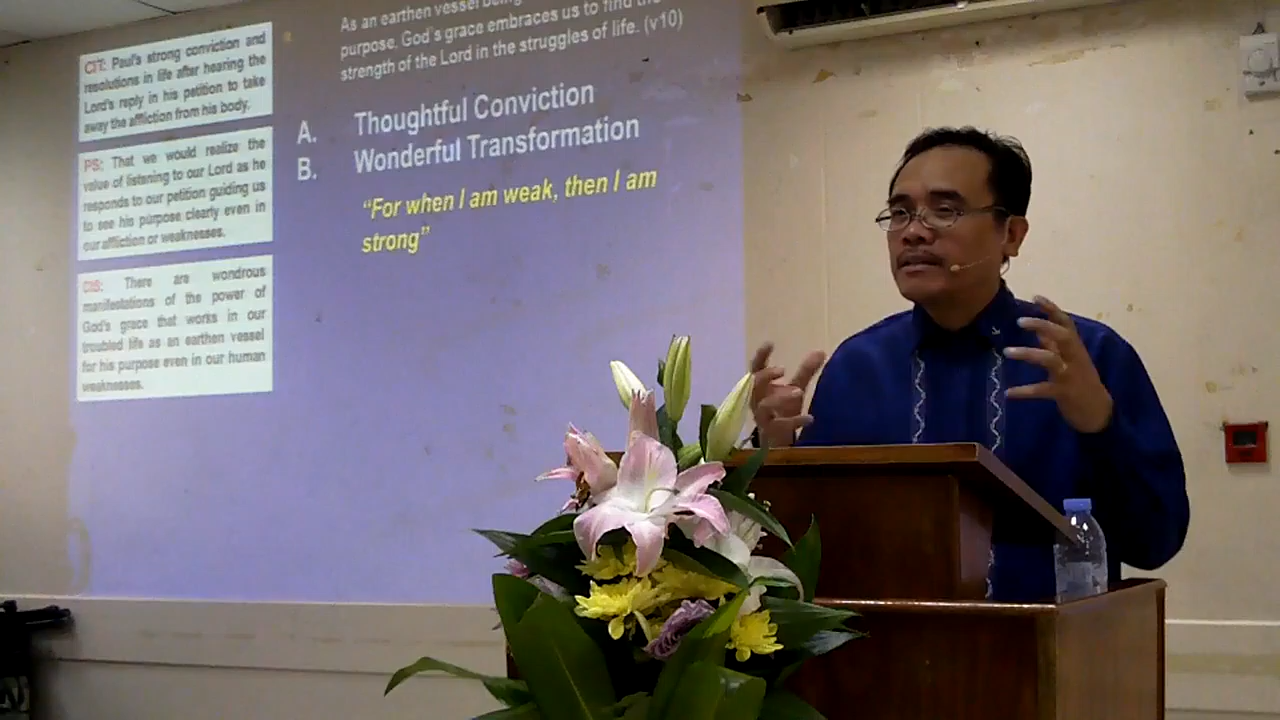 CIT: Paul's strong conviction and
resolutions in life after hearing the
Lord's reply in his petition to take
away the affliction from his body.
PS: That we would realize the
value of listening to our Lord as he
responds to our petition guiding us
to see his purpose clearly even in
our affliction or weaknesses.
CIS: There are wondrous
manifestations of the power of
God's grace that works in our
troubled life as an earthen vessel
for his purpose even in our human
weaknesses.
As an earthen vessel being
purpose. God's grace embraces us to find the
strength of the Lord in the struggles of life. (v10)
A. Thoughtful Conviction
B. Wonderful Transformation
"For when I am weak, then I am
strong"